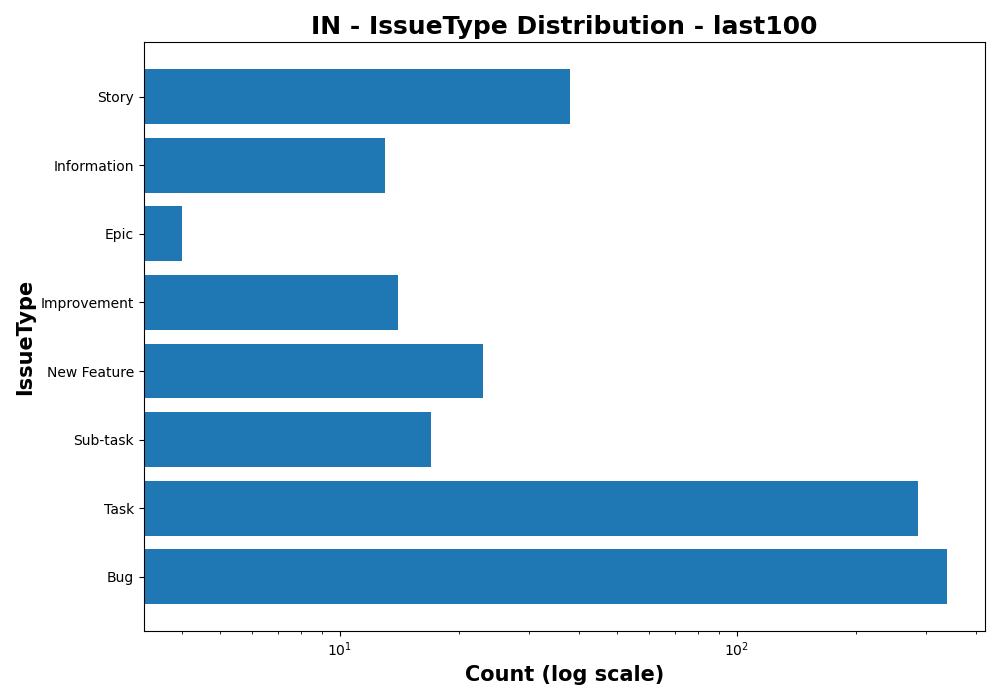 IN - IssueType Distribution - last100
IssueType
Story
Information
Epic
Improvement
New Feature
Sub-task
Task
Bug
10¹ 10²
Count (log scale)